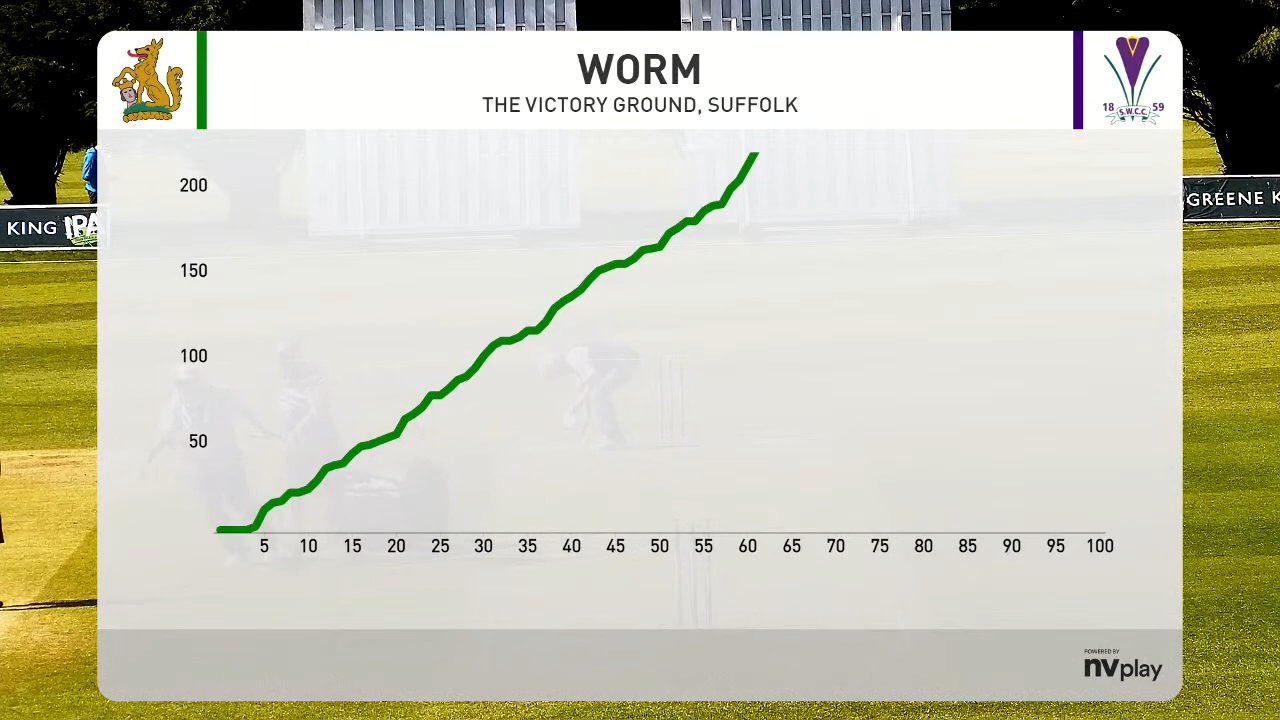 WORM
THE VICTORY GROUND, SUFFOLK
18 59
S.W.C.C.
200
150
100
50
5 10 15 20 25 30 35 40 45 50 55 60 65 70 75 80 85 90 95 100
KING IPA
GREENE K
POWERED BY
nvplay